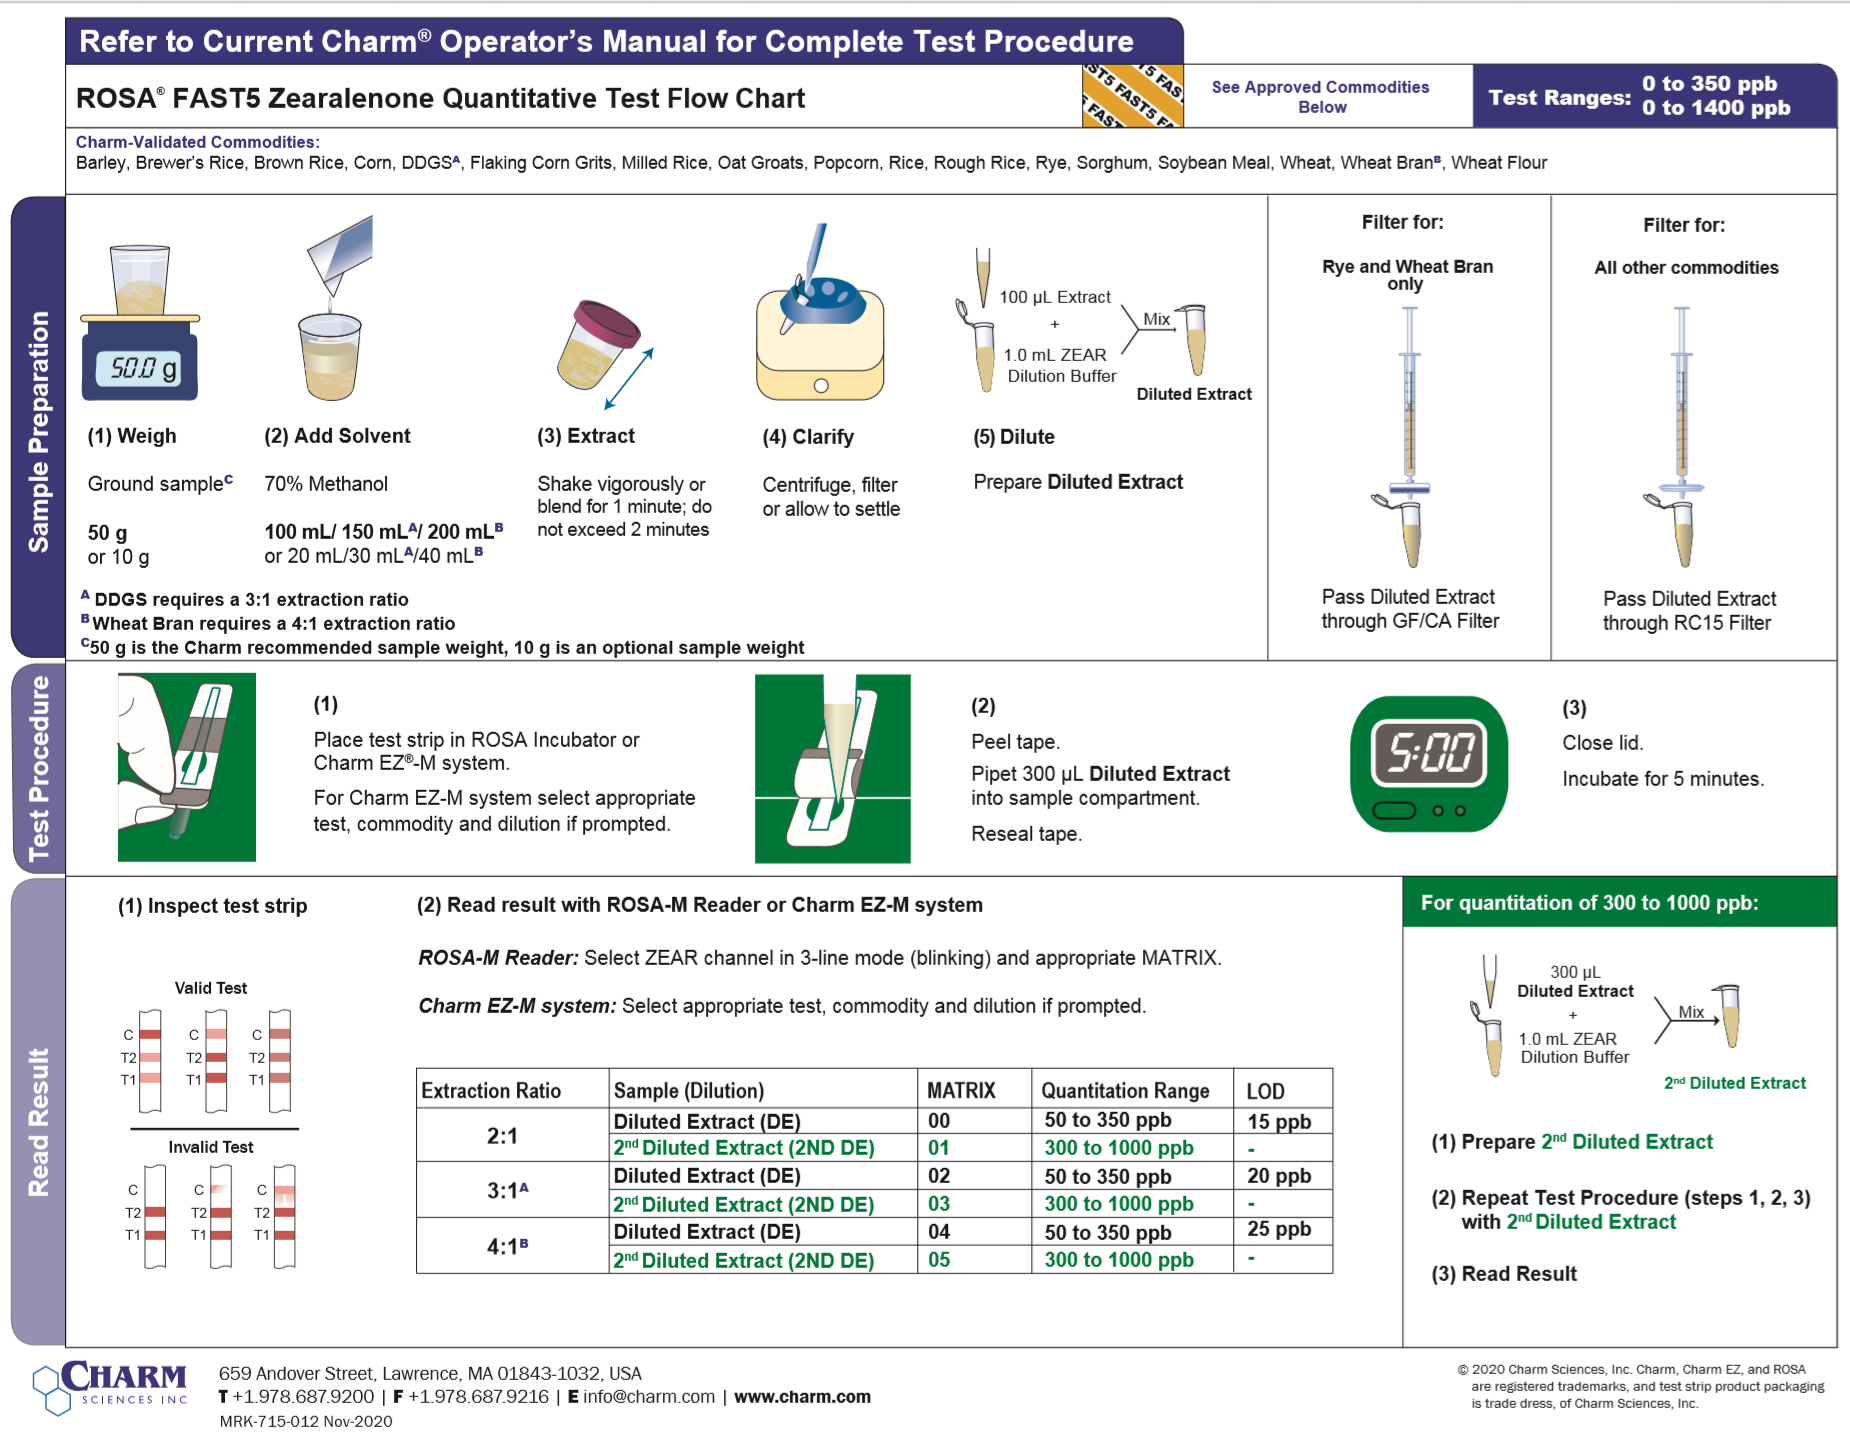 Refer to Current Charm® Operator's Manual for Complete Test Procedure
ROSA® FAST5 Zearalenone Quantitative Test Flow Chart
See Approved Commodities
Below
Test Ranges: 0 to 350 ppb
0 to 1400 ppb
Charm-Validated Commodities:
Barley, Brewer's Rice, Brown Rice, Corn, DDGSᴬ, Flaking Corn Grits, Milled Rice, Oat Groats, Popcorn, Rice, Rough Rice, Rye, Sorghum, Soybean Meal, Wheat, Wheat Branᴮ, Wheat Flour
Sample Preparation
50.0 g
(1) Weigh
Ground sampleᶜ
50 g
or 10 g
(2) Add Solvent
70% Methanol
100 mL/ 150 mLᴬ/ 200 mLᴮ
or 20 mL/30 mLᴬ/40 mLᴮ
(3) Extract
Shake vigorously or
blend for 1 minute; do
not exceed 2 minutes
(4) Clarify
Centrifuge, filter
or allow to settle
100 µL Extract
+
1.0 mL ZEAR
Dilution Buffer
Mix
Diluted Extract
(5) Dilute
Prepare Diluted Extract
ᴬ DDGS requires a 3:1 extraction ratio
ᴮ Wheat Bran requires a 4:1 extraction ratio
ᶜ50 g is the Charm recommended sample weight, 10 g is an optional sample weight
Filter for:
Rye and Wheat Bran
only
Pass Diluted Extract
through GF/CA Filter
Filter for:
All other commodities
Pass Diluted Extract
through RC15 Filter
Test Procedure
(1)
Place test strip in ROSA Incubator or
Charm EZ®-M system.
For Charm EZ-M system select appropriate
test, commodity and dilution if prompted.
(2)
Peel tape.
Pipet 300 µL Diluted Extract
into sample compartment.
Reseal tape.
5:00
(3)
Close lid.
Incubate for 5 minutes.
Read Result
(1) Inspect test strip
Valid Test
C C C
T2 T2 T2
T1 T1 T1
Invalid Test
C C C
T2 T2 T2
T1 T1 T1
(2) Read result with ROSA-M Reader or Charm EZ-M system
ROSA-M Reader: Select ZEAR channel in 3-line mode (blinking) and appropriate MATRIX.
Charm EZ-M system: Select appropriate test, commodity and dilution if prompted.
Extraction Ratio Sample (Dilution) MATRIX Quantitation Range LOD
2:1 Diluted Extract (DE) 00 50 to 350 ppb 15 ppb
2nd Diluted Extract (2ND DE) 01 300 to 1000 ppb -
3:1ᴬ Diluted Extract (DE) 02 50 to 350 ppb 20 ppb
2nd Diluted Extract (2ND DE) 03 300 to 1000 ppb -
4:1ᴮ Diluted Extract (DE) 04 50 to 350 ppb 25 ppb
2nd Diluted Extract (2ND DE) 05 300 to 1000 ppb -
For quantitation of 300 to 1000 ppb:
300 µL
Diluted Extract
+
1.0 mL ZEAR
Dilution Buffer
Mix
2nd Diluted Extract
(1) Prepare 2nd Diluted Extract
(2) Repeat Test Procedure (steps 1, 2, 3)
with 2nd Diluted Extract
(3) Read Result
CHARM
SCIENCES INC
659 Andover Street, Lawrence, MA 01843-1032, USA
T +1.978.687.9200 | F +1.978.687.9216 | E info@charm.com | www.charm.com
MRK-715-012 Nov-2020
© 2020 Charm Sciences, Inc. Charm, Charm EZ, and ROSA
are registered trademarks, and test strip product packaging
is trade dress, of Charm Sciences, Inc.